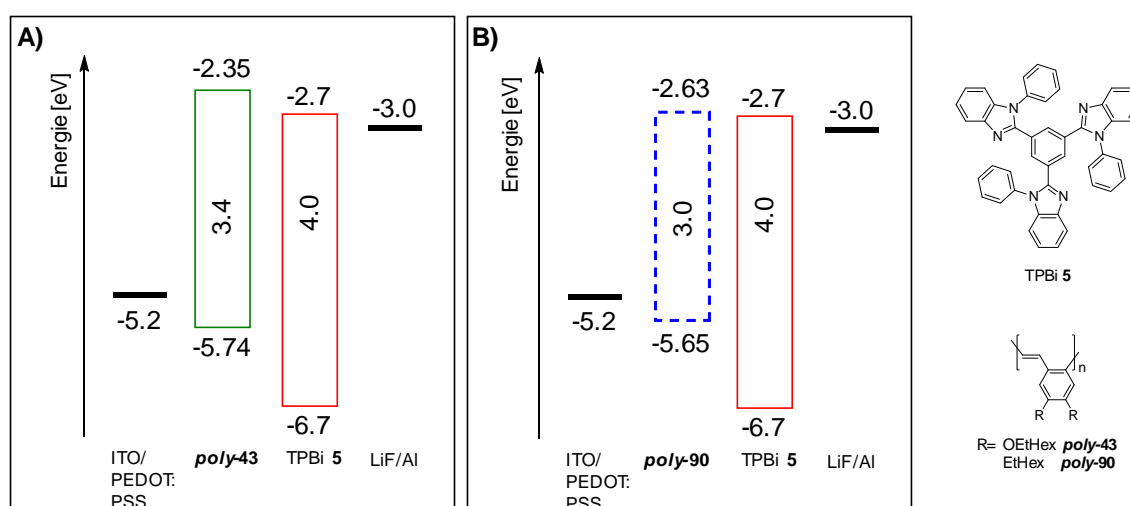 A)
Energie [eV]
-2.35
-2.7
-3.0
3.4
4.0
-5.2
-5.74
-6.7
ITO/
PEDOT:
PSS
poly-43
TPBi 5
LiF/Al
B)
Energie [eV]
-2.63
-2.7
-3.0
3.0
4.0
-5.2
-5.65
-6.7
ITO/
PEDOT:
PSS
poly-90
TPBi 5
LiF/Al
N
N
N
N
N
N
TPBi 5
n
R R
R= OEtHex poly-43
EtHex poly-90